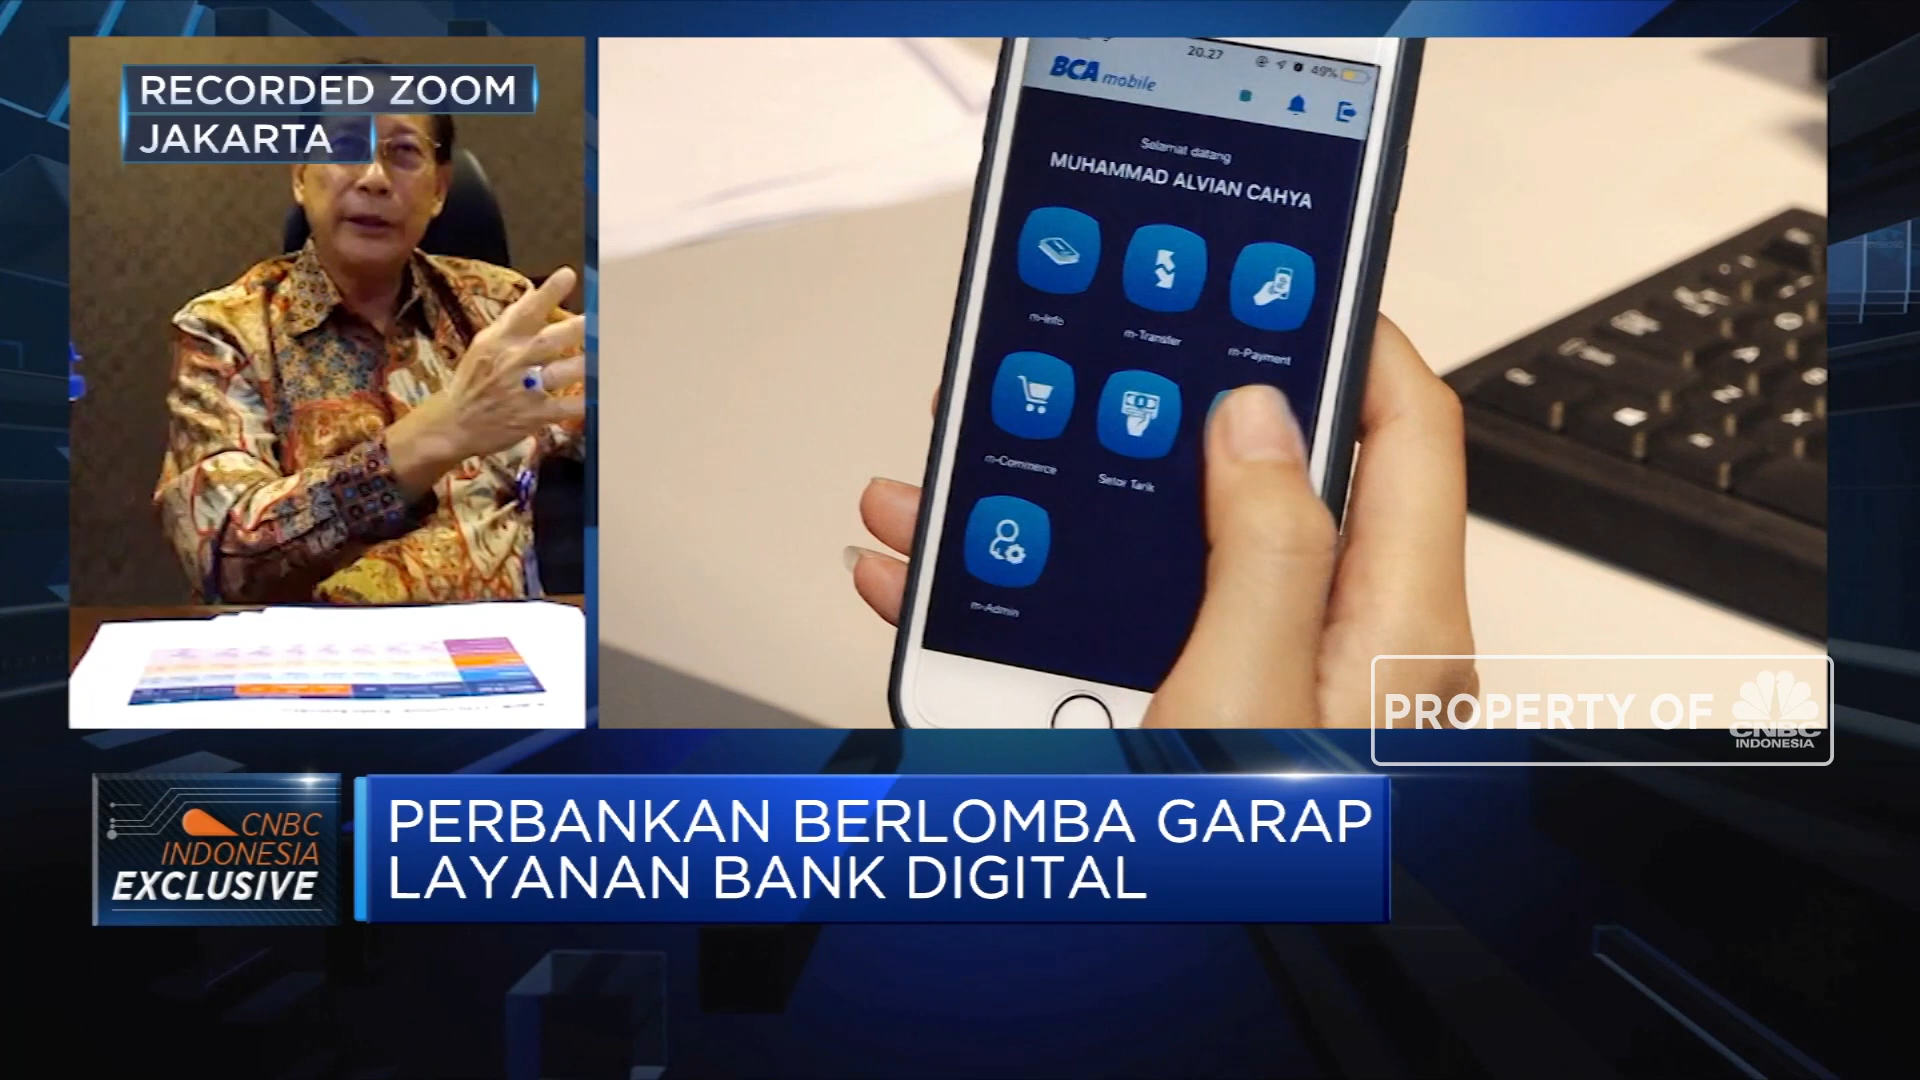 RECORDED ZOOM
JAKARTA
20.27
49%
BCA mobile
Selamat datang
MUHAMMAD ALVIAN CAHYA
m-Info
m-Transfer
m-Payment
m-Commerce
Setor Tarik
m-Admin
PROPERTY OF CNBC
INDONESIA
CNBC
INDONESIA
EXCLUSIVE
PERBANKAN BERLOMBA GARAP
LAYANAN BANK DIGITAL